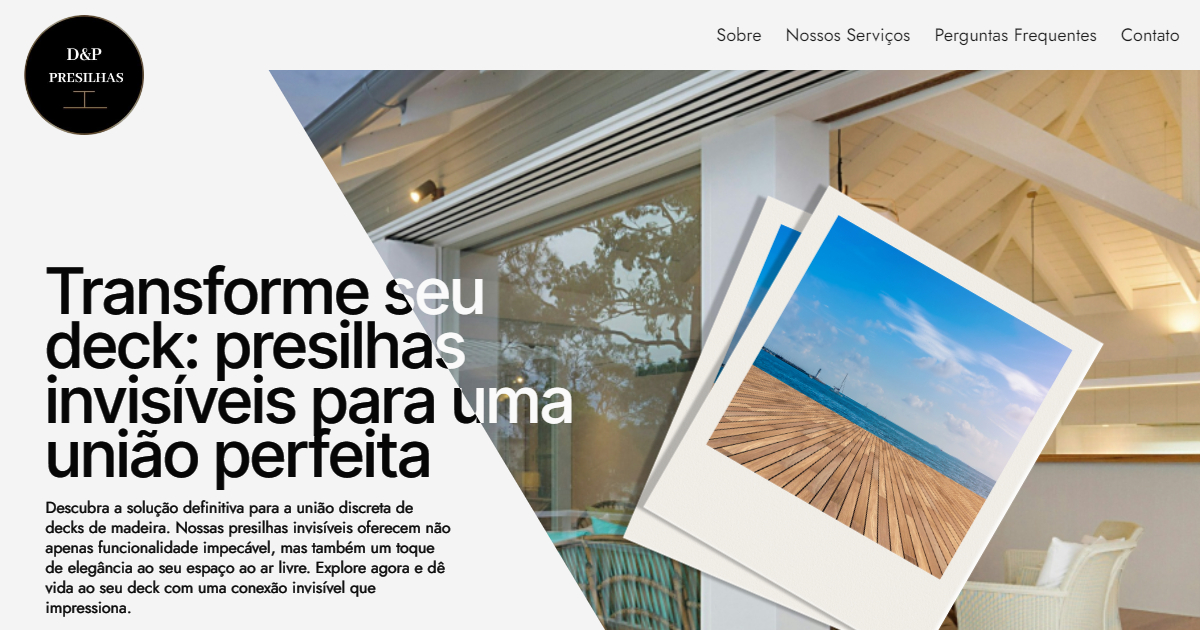 D&P
PRESILHAS
Sobre Nossos Serviços Perguntas Frequentes Contato
Transforme seu
deck: presilhas
invisíveis para uma
união perfeita
Descubra a solução definitiva para a união discreta de
decks de madeira. Nossas presilhas invisíveis oferecem não
apenas funcionalidade impecável, mas também um toque
de elegância ao seu espaço ao ar livre. Explore agora e dê
vida ao seu deck com uma conexão invisível que
impressiona.